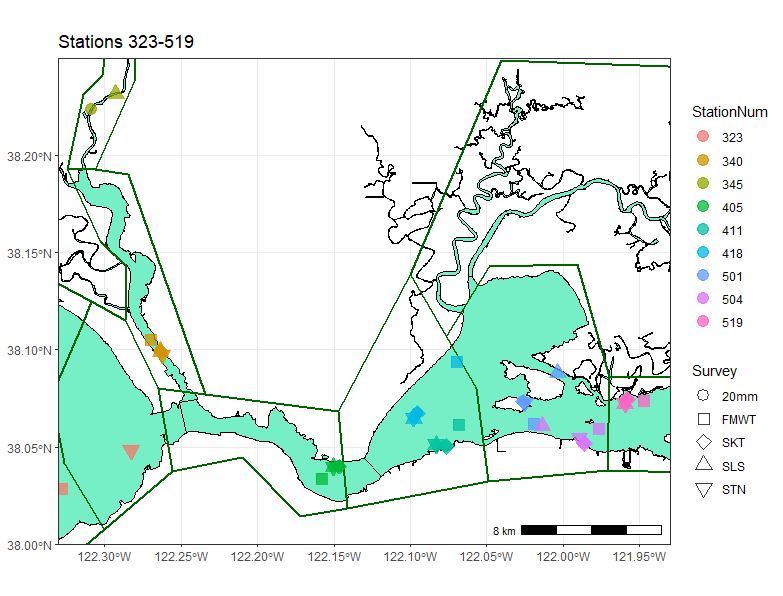 Stations 323-519
38.20°N
38.15°N
38.10°N
38.05°N
38.00°N
122.30°W
122.25°W
122.20°W
122.15°W
122.10°W
122.05°W
122.00°W
121.95°W
8 km
StationNum
323
340
345
405
411
418
501
504
519
Survey
20mm
FMWT
SKT
SLS
STN